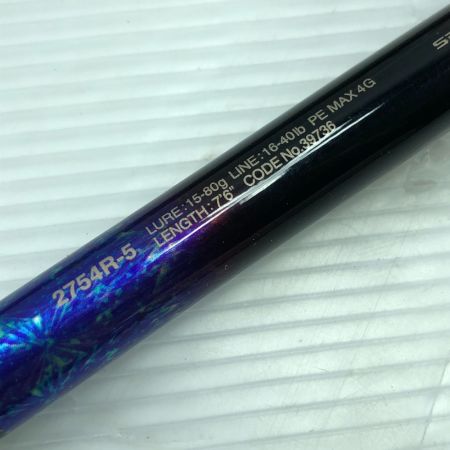 2754R-5
LURE:15-80g LINE:16-40lb PE MAX 4G
LENGTH:7'6" CODE No.39736